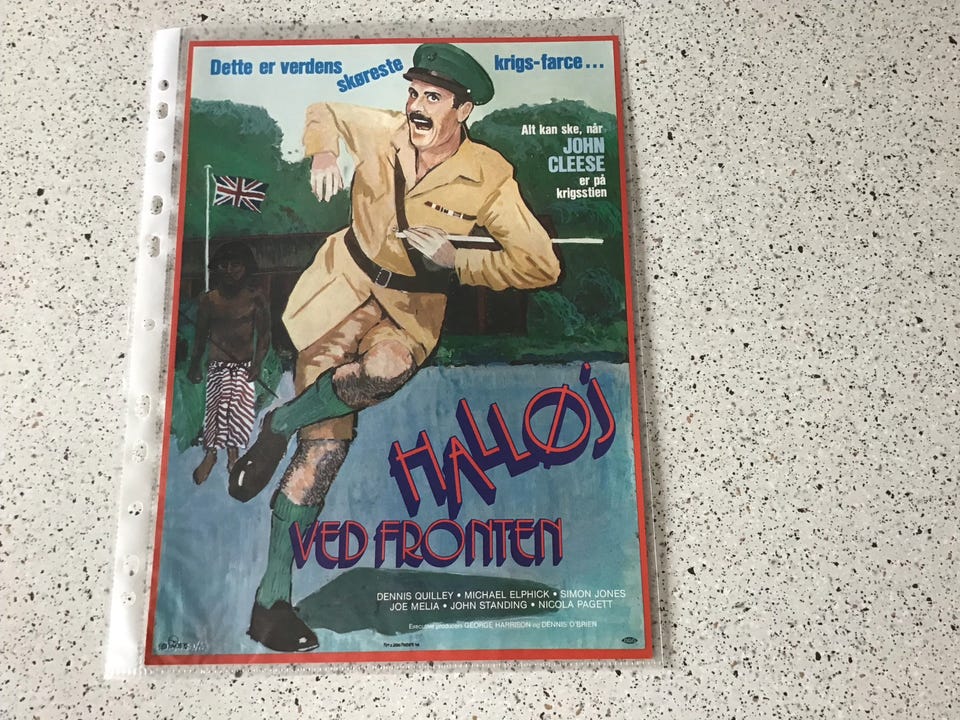 Dette er verdens skøreste krigs-farce...
Alt kan ske, når
JOHN
CLEESE
er på
krigsstien
HALLØJ
VED FRONTEN
DENNIS QUILLEY • MICHAEL ELPHICK • SIMON JONES
JOE MELIA • JOHN STANDING • NICOLA PAGETT
Executive producers GEORGE HARRISON og DENNIS O'BRIEN